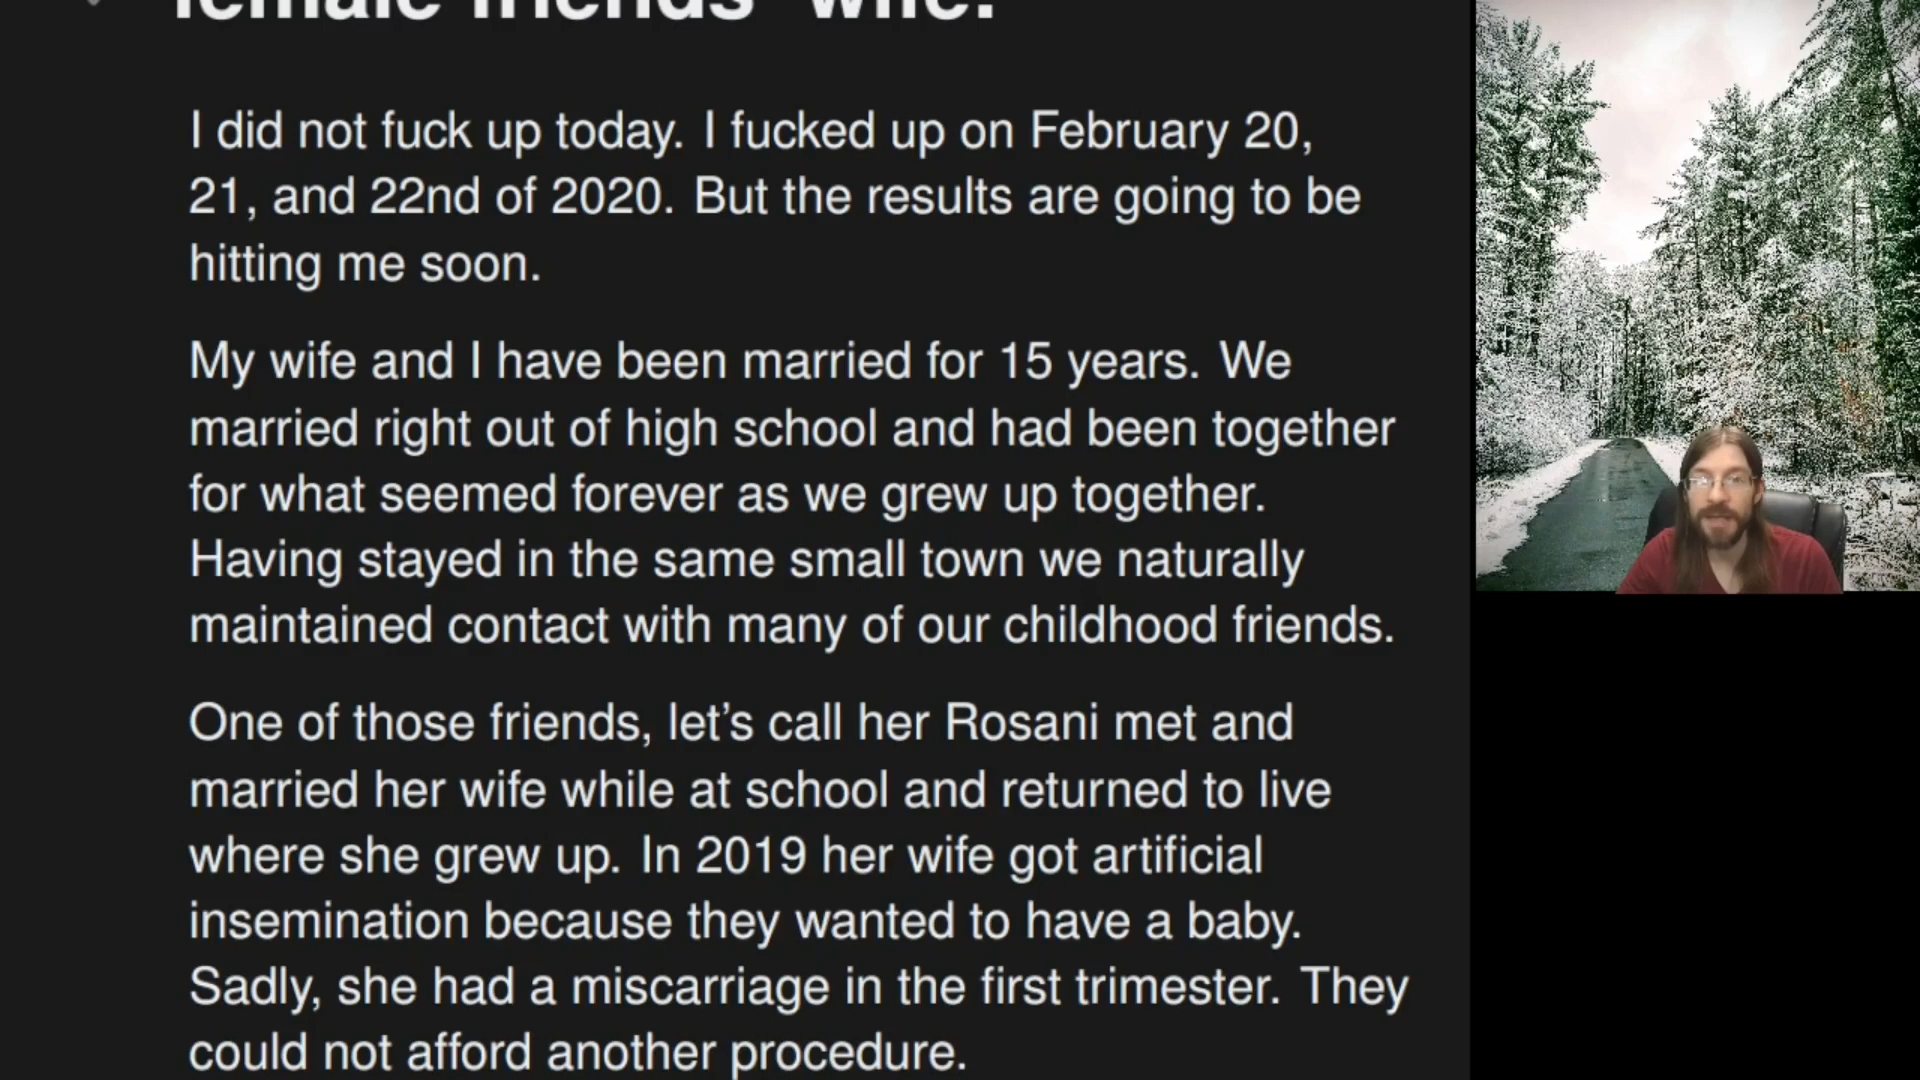 female friends' wife.
I did not fuck up today. I fucked up on February 20,
21, and 22nd of 2020. But the results are going to be
hitting me soon.
My wife and I have been married for 15 years. We
married right out of high school and had been together
for what seemed forever as we grew up together.
Having stayed in the same small town we naturally
maintained contact with many of our childhood friends.
One of those friends, let’s call her Rosani met and
married her wife while at school and returned to live
where she grew up. In 2019 her wife got artificial
insemination because they wanted to have a baby.
Sadly, she had a miscarriage in the first trimester. They
could not afford another procedure.